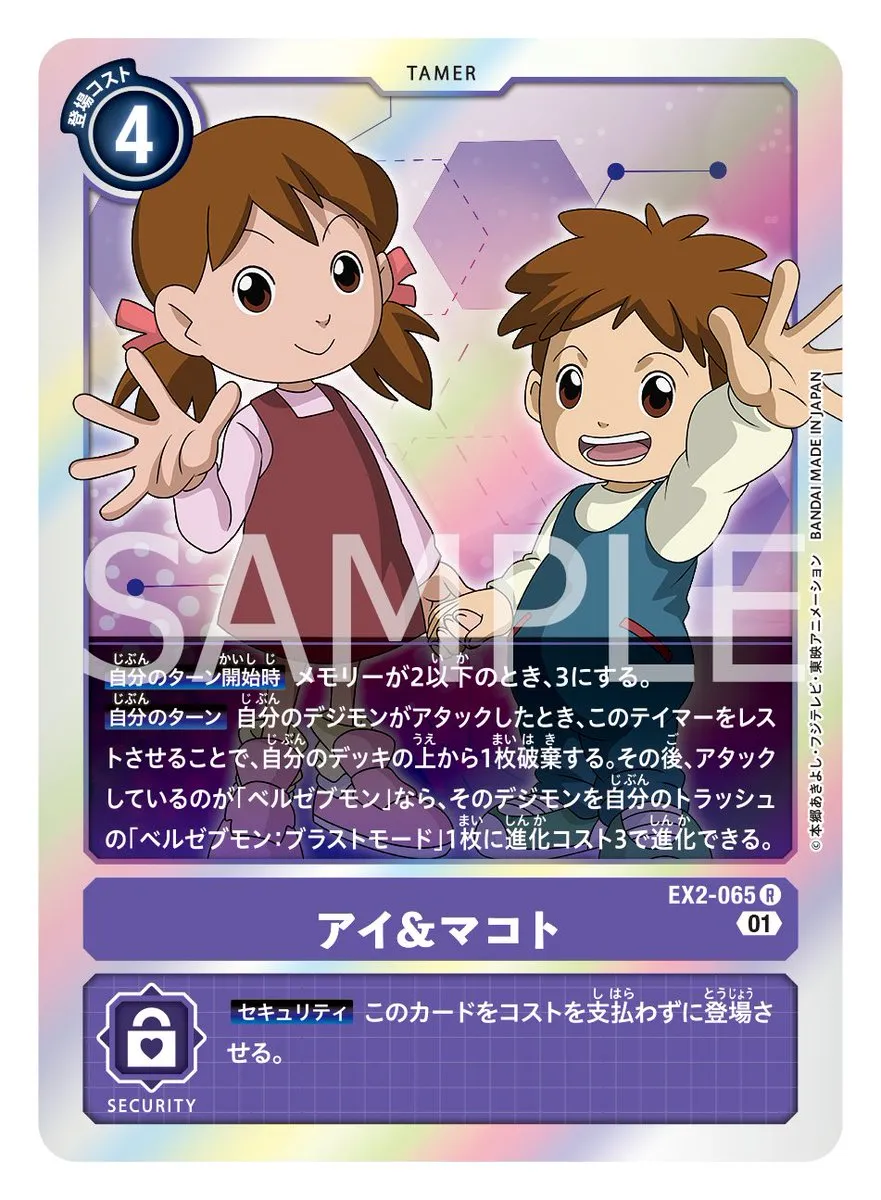 TAMER
登場コスト
4
SAMPLE
自分のターン開始時 メモリーが2以下のとき、3にする。
自分のターン 自分のデジモンがアタックしたとき、このテイマーをレス
トさせることで、自分のデッキの上から1枚破棄する。その後、アタック
しているのが「ベルゼブモン」なら、そのデジモンを自分のトラッシュ
の「ベルゼブモン:ブラストモード」1枚に進化コスト3で進化できる。
©本郷あきよし・フジテレビ・東映アニメーション BANDAI MADE IN JAPAN
EX2-065 R
01
アイ&マコト
セキュリティ このカードをコストを支払わずに登場さ
せる。
SECURITY